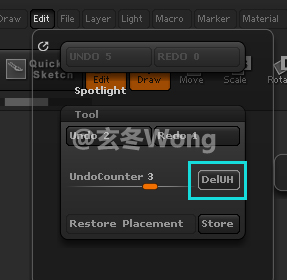 Draw Edit File Layer Light Macro Marker Material
UNDO 5 REDO 0
Quick Sketch
Edit Draw Move Scale Rota
Spotlight
Tool
Undo 2 Redo 1
@玄冬Wong
UndoCounter 3 DelUH
Restore Placement Store